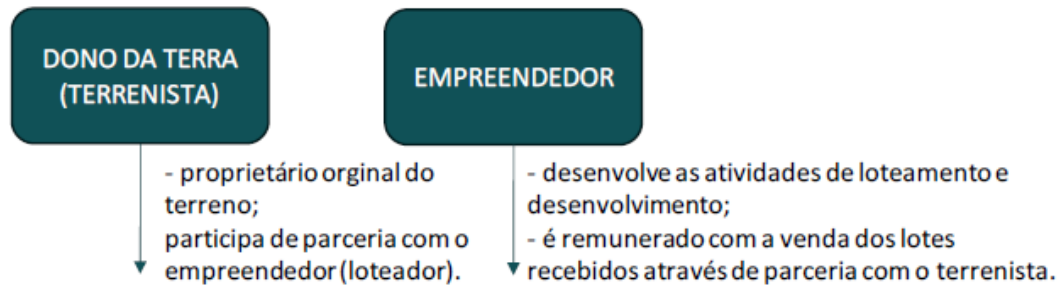 DONO DA TERRA
(TERRENISTA)
- proprietário orginal do
terreno;
participa de parceria com o
empreendedor (loteador).
EMPREENDEDOR
- desenvolve as atividades de loteamento e
desenvolvimento;
- é remunerado com a venda dos lotes
recebidos através de parceria com o terrenista.